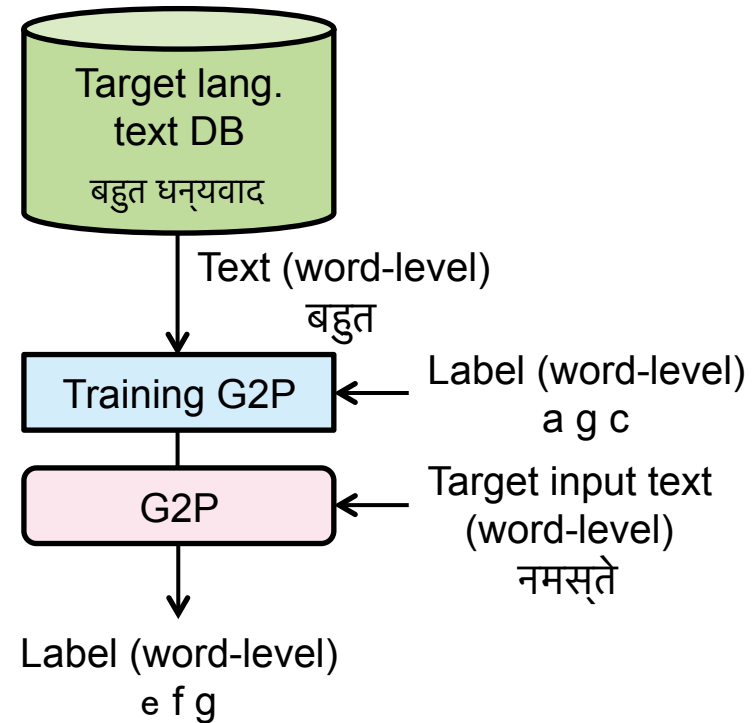 Target lang.
text DB
बहुत धन्‌यवाद
Text (word-level)
बहुत
Training G2P
Label (word-level)
a g c
G2P
Target input text
(word-level)
नमस्‌ते
Label (word-level)
e f g